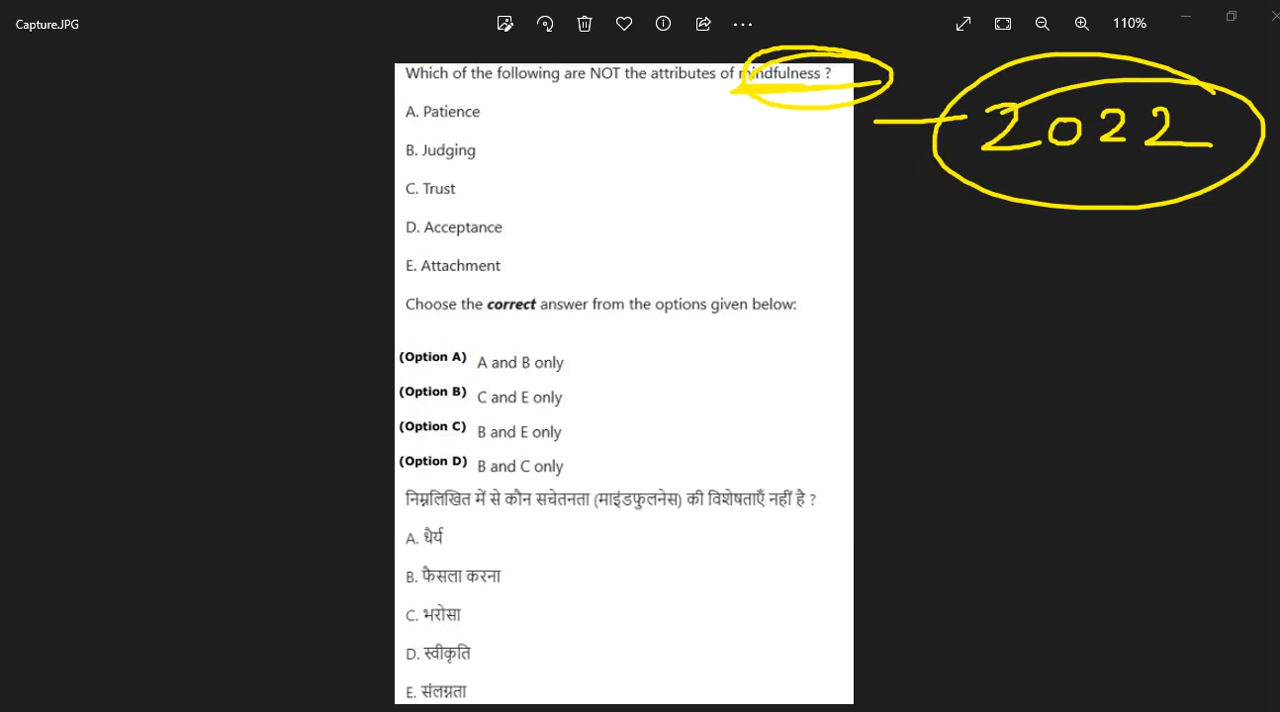 Capture.JPG
110%
Which of the following are NOT the attributes of mindfulness ?
2022
A. Patience
B. Judging
C. Trust
D. Acceptance
E. Attachment
Choose the correct answer from the options given below:
(Option A) A and B only
(Option B) C and E only
(Option C) B and E only
(Option D) B and C only
निम्नलिखित में से कौन सचेतनता (माइंडफुलनेस) की विशेषताएँ नहीं है ?
A. धैर्य
B. फैसला करना
C. भरोसा
D. स्वीकृति
E. संलग्नता